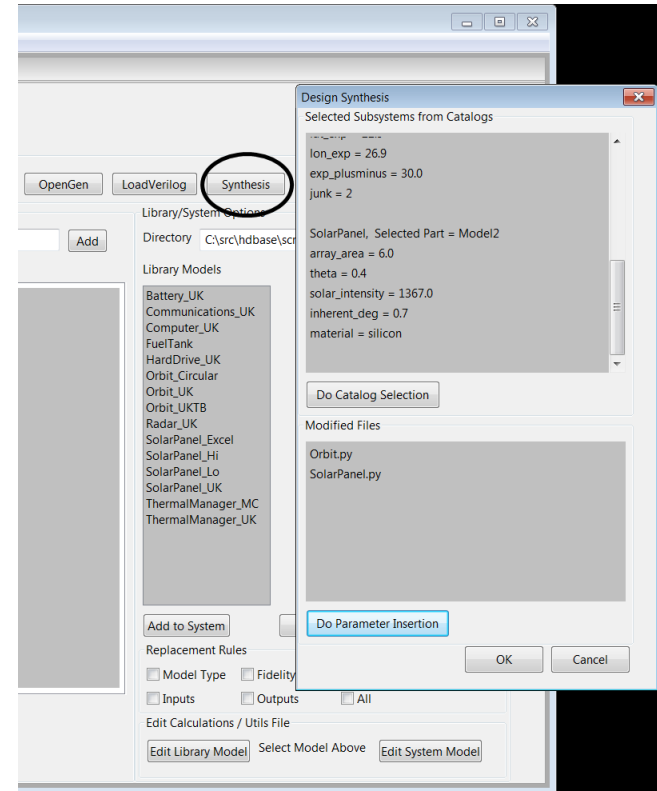 Design Synthesis
Selected Subsystems from Catalogs
lon_exp = 26.9
exp_plusminus = 30.0
junk = 2
SolarPanel, Selected Part = Model2
array_area = 6.0
theta = 0.4
solar_intensity = 1367.0
inherent_deg = 0.7
material = silicon
Do Catalog Selection
Modified Files
Orbit.py
SolarPanel.py
Do Parameter Insertion
OK Cancel
OpenGen LoadVerilog Synthesis
Add
Library/System Options
Directory C:\src\hdbase\scr
Library Models
Battery_UK
Communications_UK
Computer_UK
FuelTank
HardDrive_UK
Orbit_Circular
Orbit_UK
Orbit_UKTB
Radar_UK
SolarPanel_Excel
SolarPanel_Hi
SolarPanel_Lo
SolarPanel_UK
ThermalManager_MC
ThermalManager_UK
Add to System
Replacement Rules
Model Type Fidelity
Inputs Outputs All
Edit Calculations / Utils File
Edit Library Model Select Model Above Edit System Model